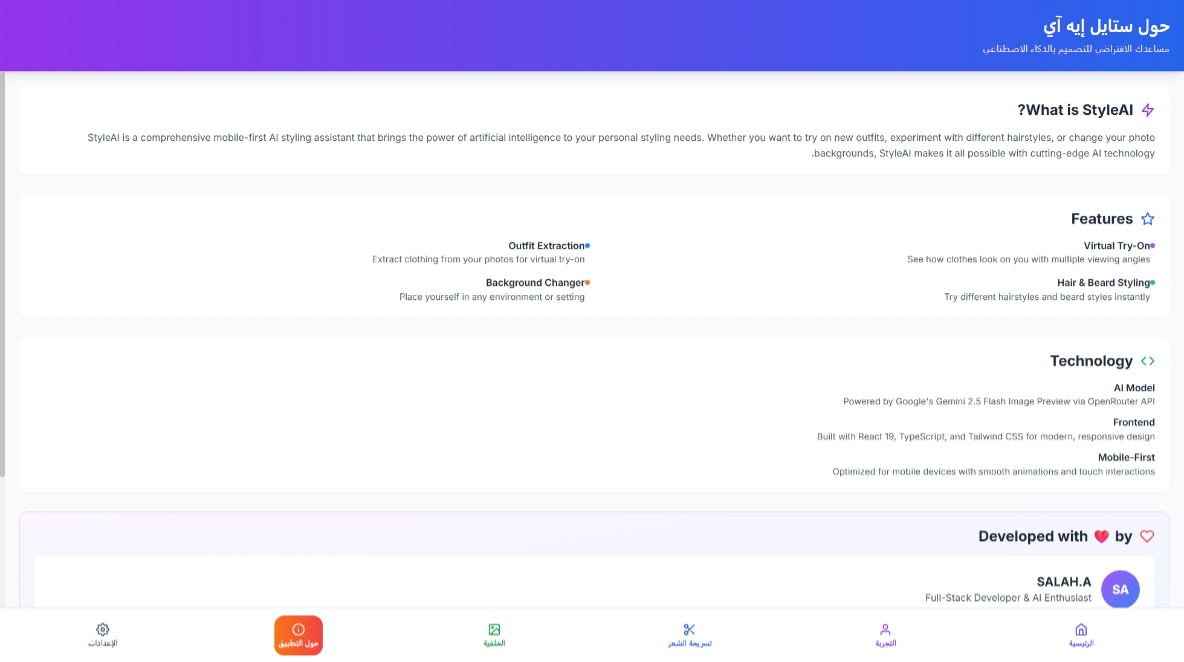 حول ستايل إيه آي
مساعدك الافتراضي للتصميم بالذكاء الاصطناعي
?What is StyleAI
StyleAI is a comprehensive mobile-first AI styling assistant that brings the power of artificial intelligence to your personal styling needs. Whether you want to try on new outfits, experiment with different hairstyles, or change your photo
.backgrounds, StyleAI makes it all possible with cutting-edge AI technology
Features
Virtual Try-On
See how clothes look on you with multiple viewing angles
Outfit Extraction
Extract clothing from your photos for virtual try-on
Hair & Beard Styling
Try different hairstyles and beard styles instantly
Background Changer
Place yourself in any environment or setting
Technology
AI Model
Powered by Google's Gemini 2.5 Flash Image Preview via OpenRouter API
Frontend
Built with React 19, TypeScript, and Tailwind CSS for modern, responsive design
Mobile-First
Optimized for mobile devices with smooth animations and touch interactions
Developed with ❤️ by
SA
SALAH.A
Full-Stack Developer & AI Enthusiast
الرئيسية
التجربة
تسريحة الشعر
الخلفية
حول التطبيق
الإعدادات